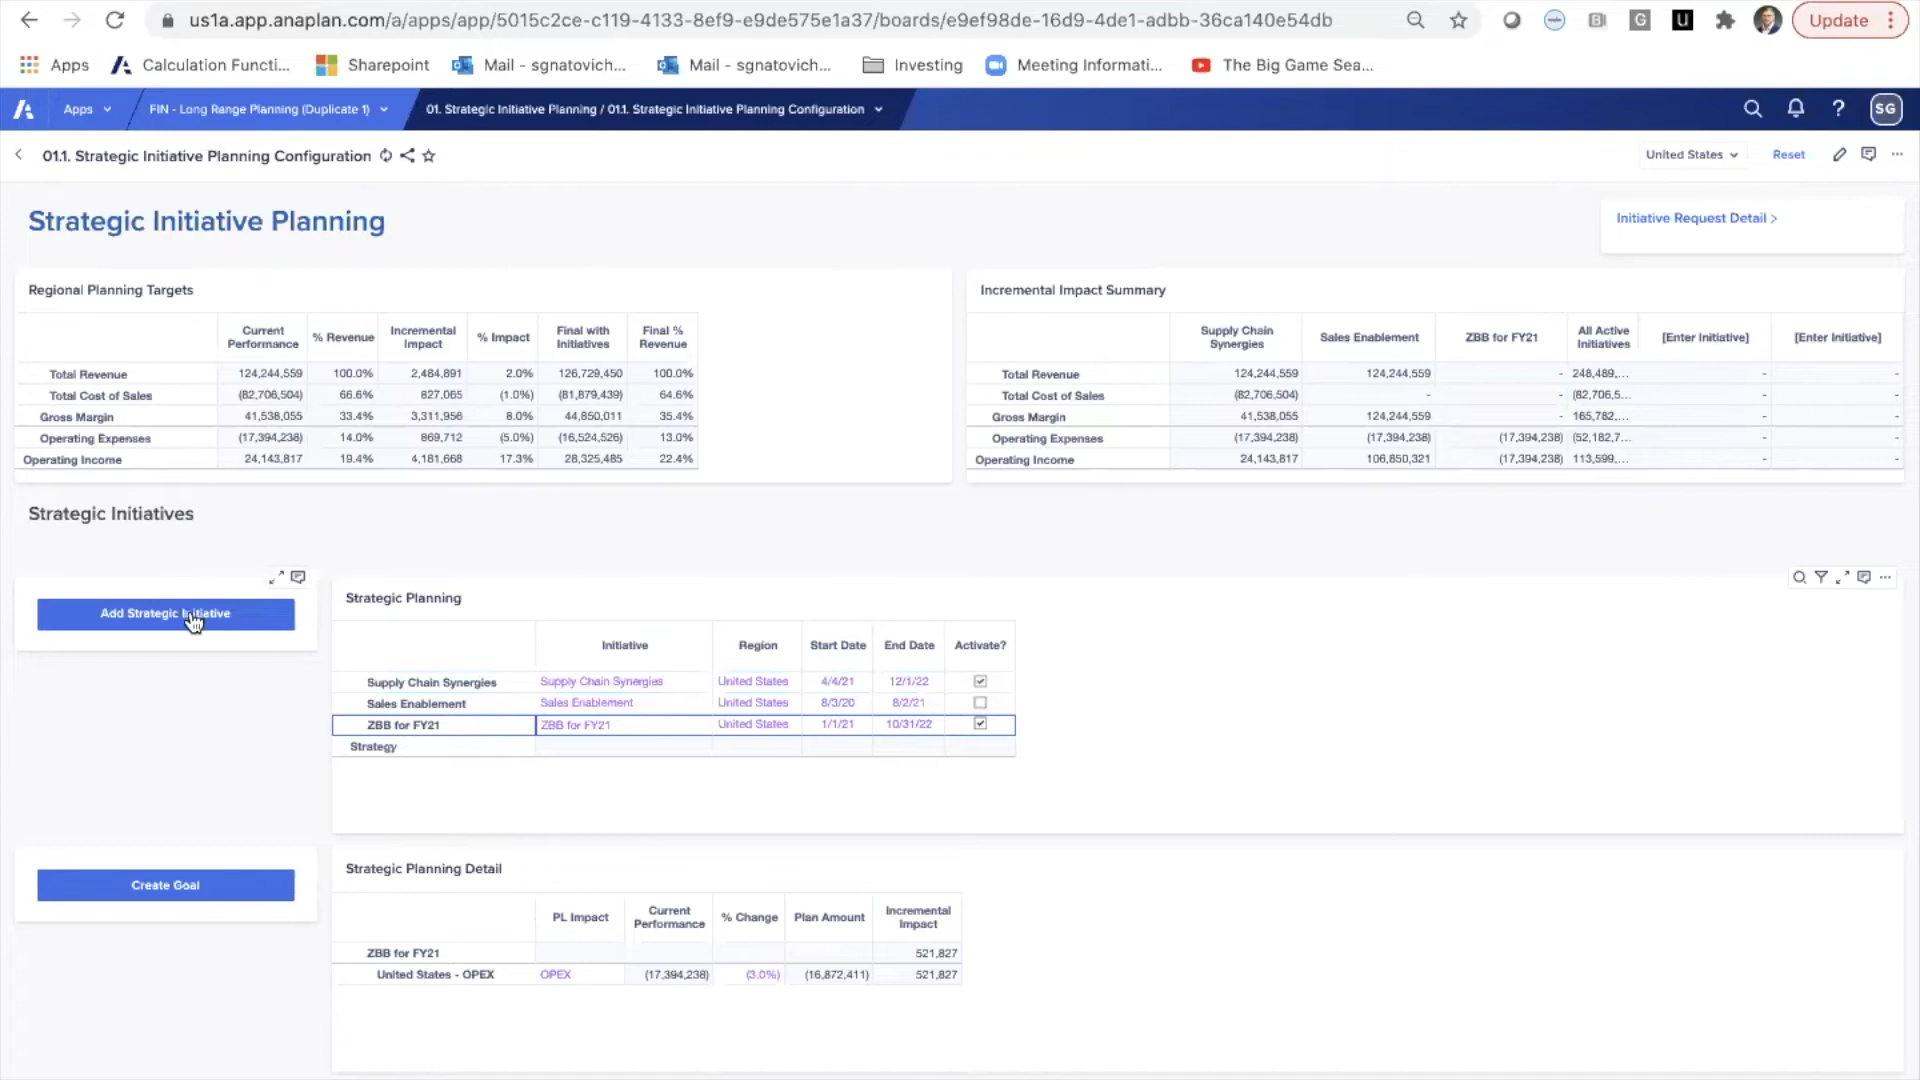 us1a.app.anaplan.com/a/apps/app/5015c2ce-c119-4133-8ef9-e9de575e1a37/boards/e9ef98de-16d9-4de1-adbb-36ca140e54db
Update
Apps
Calculation Functi...
Sharepoint
Mail - sgnatovich...
Mail - sgnatovich...
Investing
Meeting Informati...
The Big Game Sea...
Apps
FIN - Long Range Planning (Duplicate 1)
01. Strategic Initiative Planning / 01.1. Strategic Initiative Planning Configuration
SG
01.1. Strategic Initiative Planning Configuration
United States
Reset
Strategic Initiative Planning
Initiative Request Detail >
Regional Planning Targets
Current Performance % Revenue Incremental Impact % Impact Final with Initiatives Final % Revenue
Total Revenue 124,244,559 100.0% 2,484,891 2.0% 126,729,450 100.0%
Total Cost of Sales (82,706,504) 66.6% 827,065 (1.0%) (81,879,439) 64.6%
Gross Margin 41,538,055 33.4% 3,311,956 8.0% 44,850,011 35.4%
Operating Expenses (17,394,238) 14.0% 869,712 (5.0%) (16,524,526) 13.0%
Operating Income 24,143,817 19.4% 4,181,668 17.3% 28,325,485 22.4%
Incremental Impact Summary
Supply Chain Synergies Sales Enablement ZBB for FY21 All Active Initiatives [Enter Initiative] [Enter Initiative]
Total Revenue 124,244,559 124,244,559 - 248,489,... - -
Total Cost of Sales (82,706,504) - - (82,706,5... - -
Gross Margin 41,538,055 124,244,559 - 165,782,... - -
Operating Expenses (17,394,238) (17,394,238) (17,394,238) (52,182,7... - -
Operating Income 24,143,817 106,850,321 (17,394,238) 113,599,... - -
Strategic Initiatives
Add Strategic Initiative
Strategic Planning
Initiative Region Start Date End Date Activate?
Supply Chain Synergies Supply Chain Synergies United States 4/4/21 12/1/22
Sales Enablement Sales Enablement United States 8/3/20 8/2/21
ZBB for FY21 ZBB for FY21 United States 1/1/21 10/31/22
Strategy
Create Goal
Strategic Planning Detail
PL Impact Current Performance % Change Plan Amount Incremental Impact
ZBB for FY21 521,827
United States - OPEX OPEX (17,394,238) (3.0%) (16,872,411) 521,827